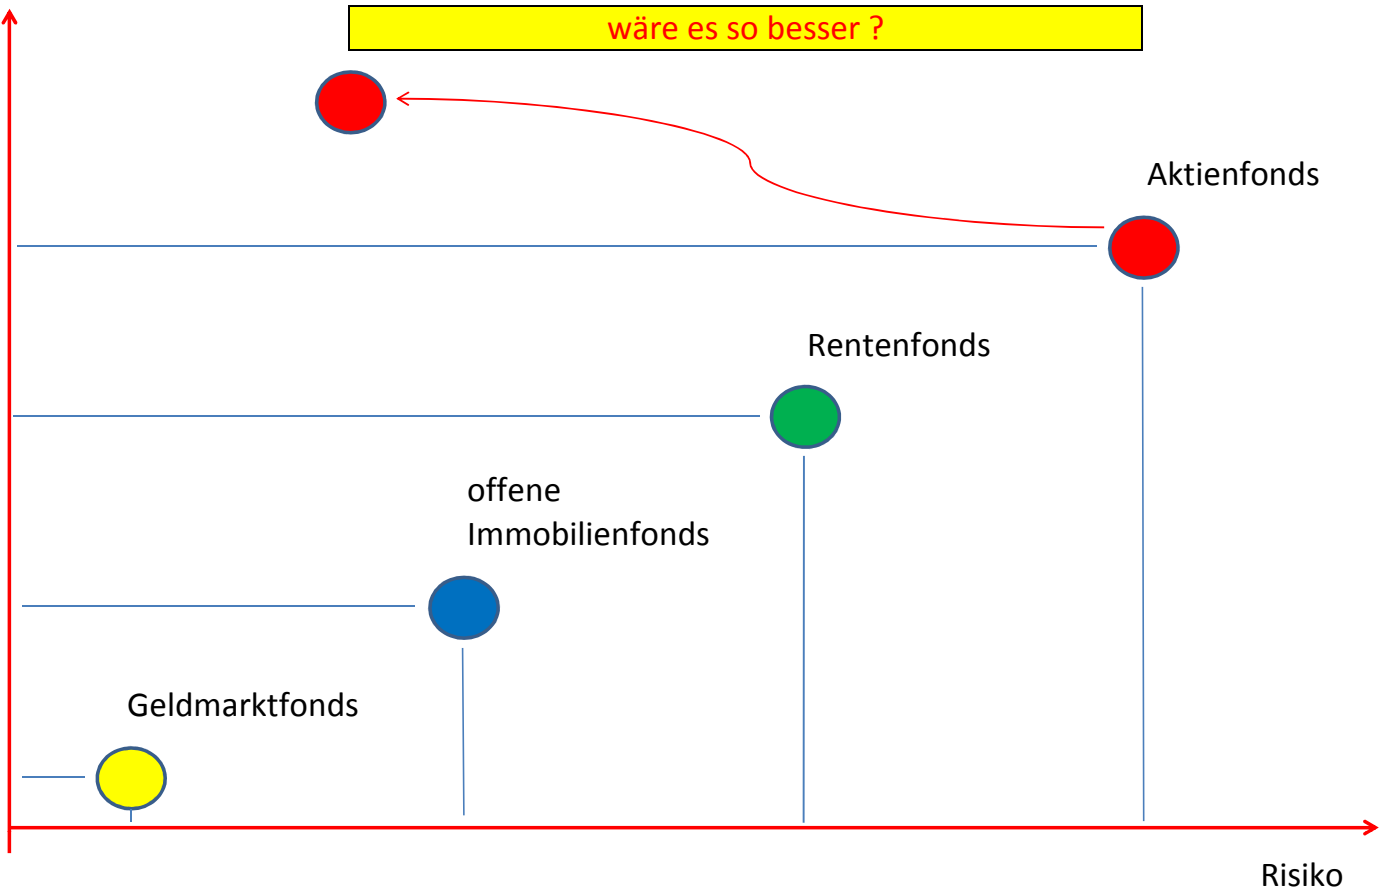 wäre es so besser ?
Aktienfonds
Rentenfonds
offene
Immobilienfonds
Geldmarktfonds
Risiko